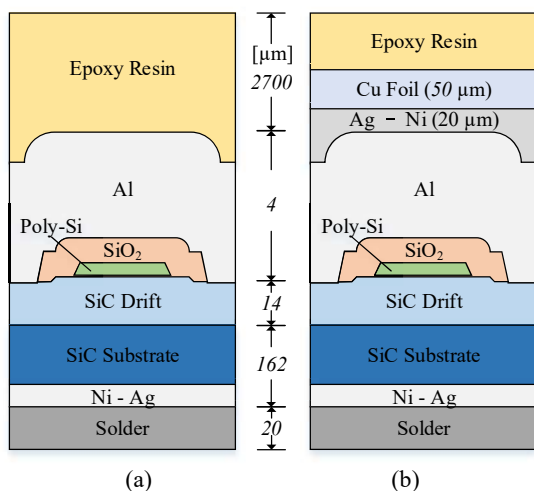 Epoxy Resin
Al
Poly-Si
SiO₂
SiC Drift
SiC Substrate
Ni - Ag
Solder
(a)
[μm]
2700
4
14
162
20
Epoxy Resin
Cu Foil (50 μm)
Ag – Ni (20 μm)
Al
Poly-Si
SiO₂
SiC Drift
SiC Substrate
Ni - Ag
Solder
(b)